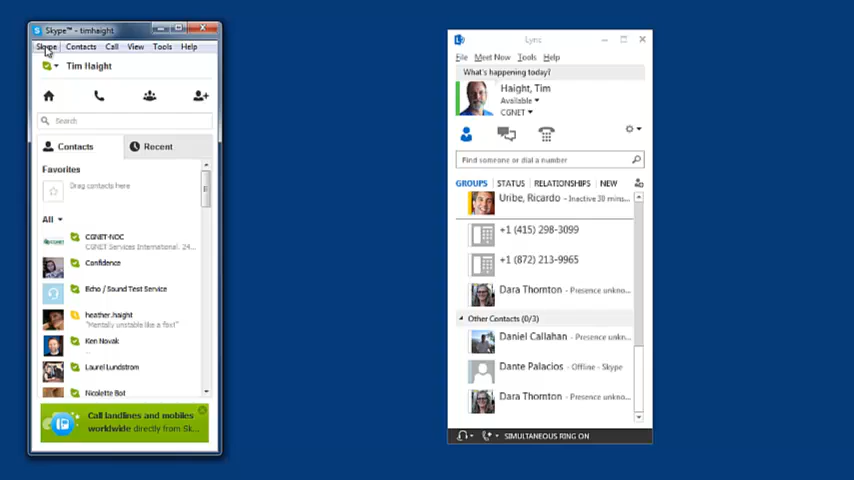 Skype™ - timhaight
Skype Contacts Call View Tools Help
Tim Haight
Search
Contacts
Recent
Favorites
Drag contacts here
All
CGNET-NOC
CGNET Services International. 24...
Confidence
Echo / Sound Test Service
heather.haight
"Mentally unstable like a fox!"
Ken Novak
..
Laurel Lundstrom
Nicolette Bot
Call landlines and mobiles
worldwide directly from Sk...
Lync
File Meet Now Tools Help
What's happening today?
Haight, Tim
Available
CGNET
Find someone or dial a number
GROUPS STATUS RELATIONSHIPS NEW
Uribe, Ricardo - Inactive 38 mins...
+1 (415) 298-3099
+1 (872) 213-9965
Dara Thornton - Presence unkno...
Other Contacts (0/3)
Daniel Callahan - Presence unkn...
Dante Palacios - Offline - Skype
Dara Thornton - Presence unkno...
SIMULTANEOUS RING ON